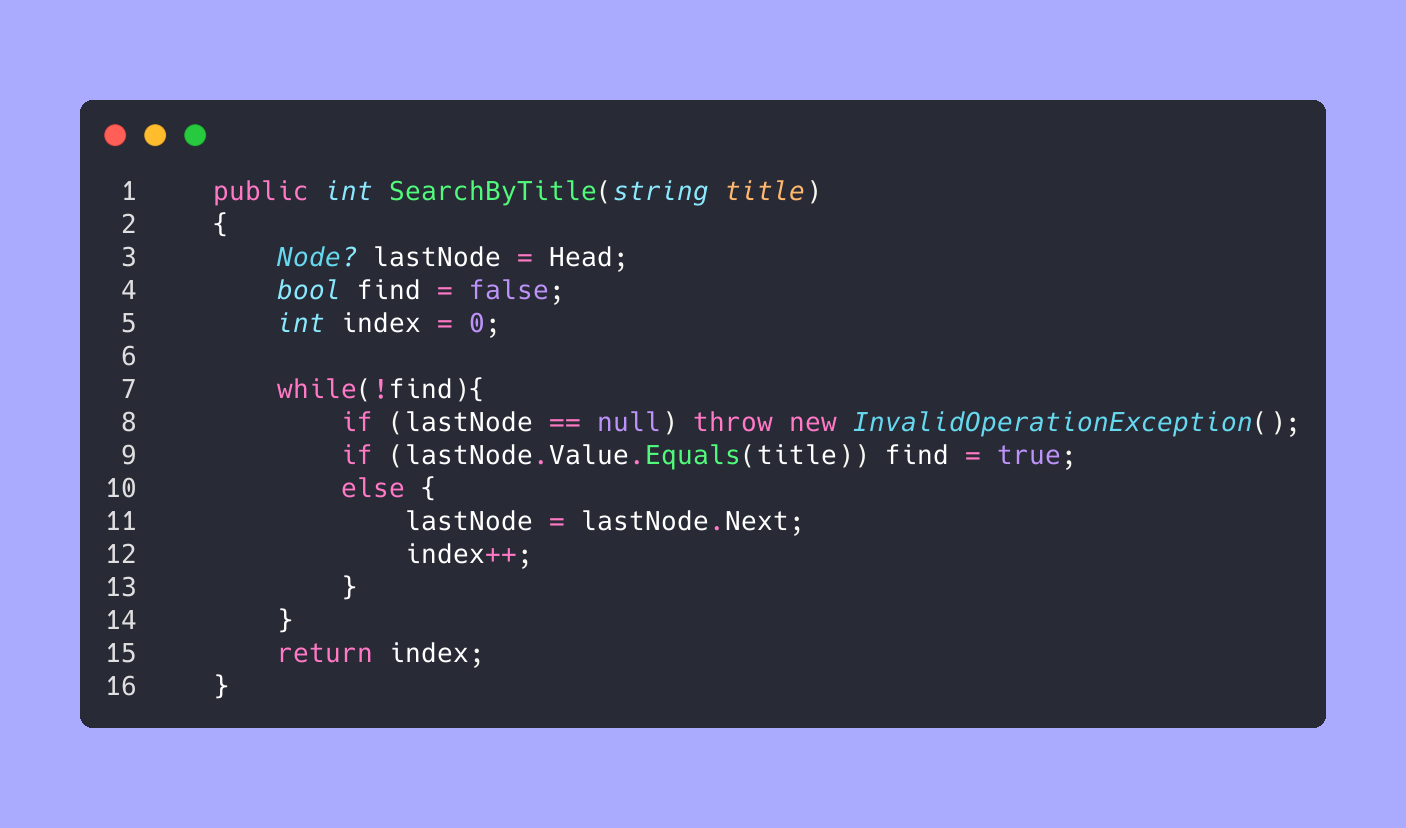 1 public int SearchByTitle(string title)
2 {
3 Node? lastNode = Head;
4 bool find = false;
5 int index = 0;
6
7 while(!find){
8 if (lastNode == null) throw new InvalidOperationException();
9 if (lastNode.Value.Equals(title)) find = true;
10 else {
11 lastNode = lastNode.Next;
12 index++;
13 }
14 }
15 return index;
16 }